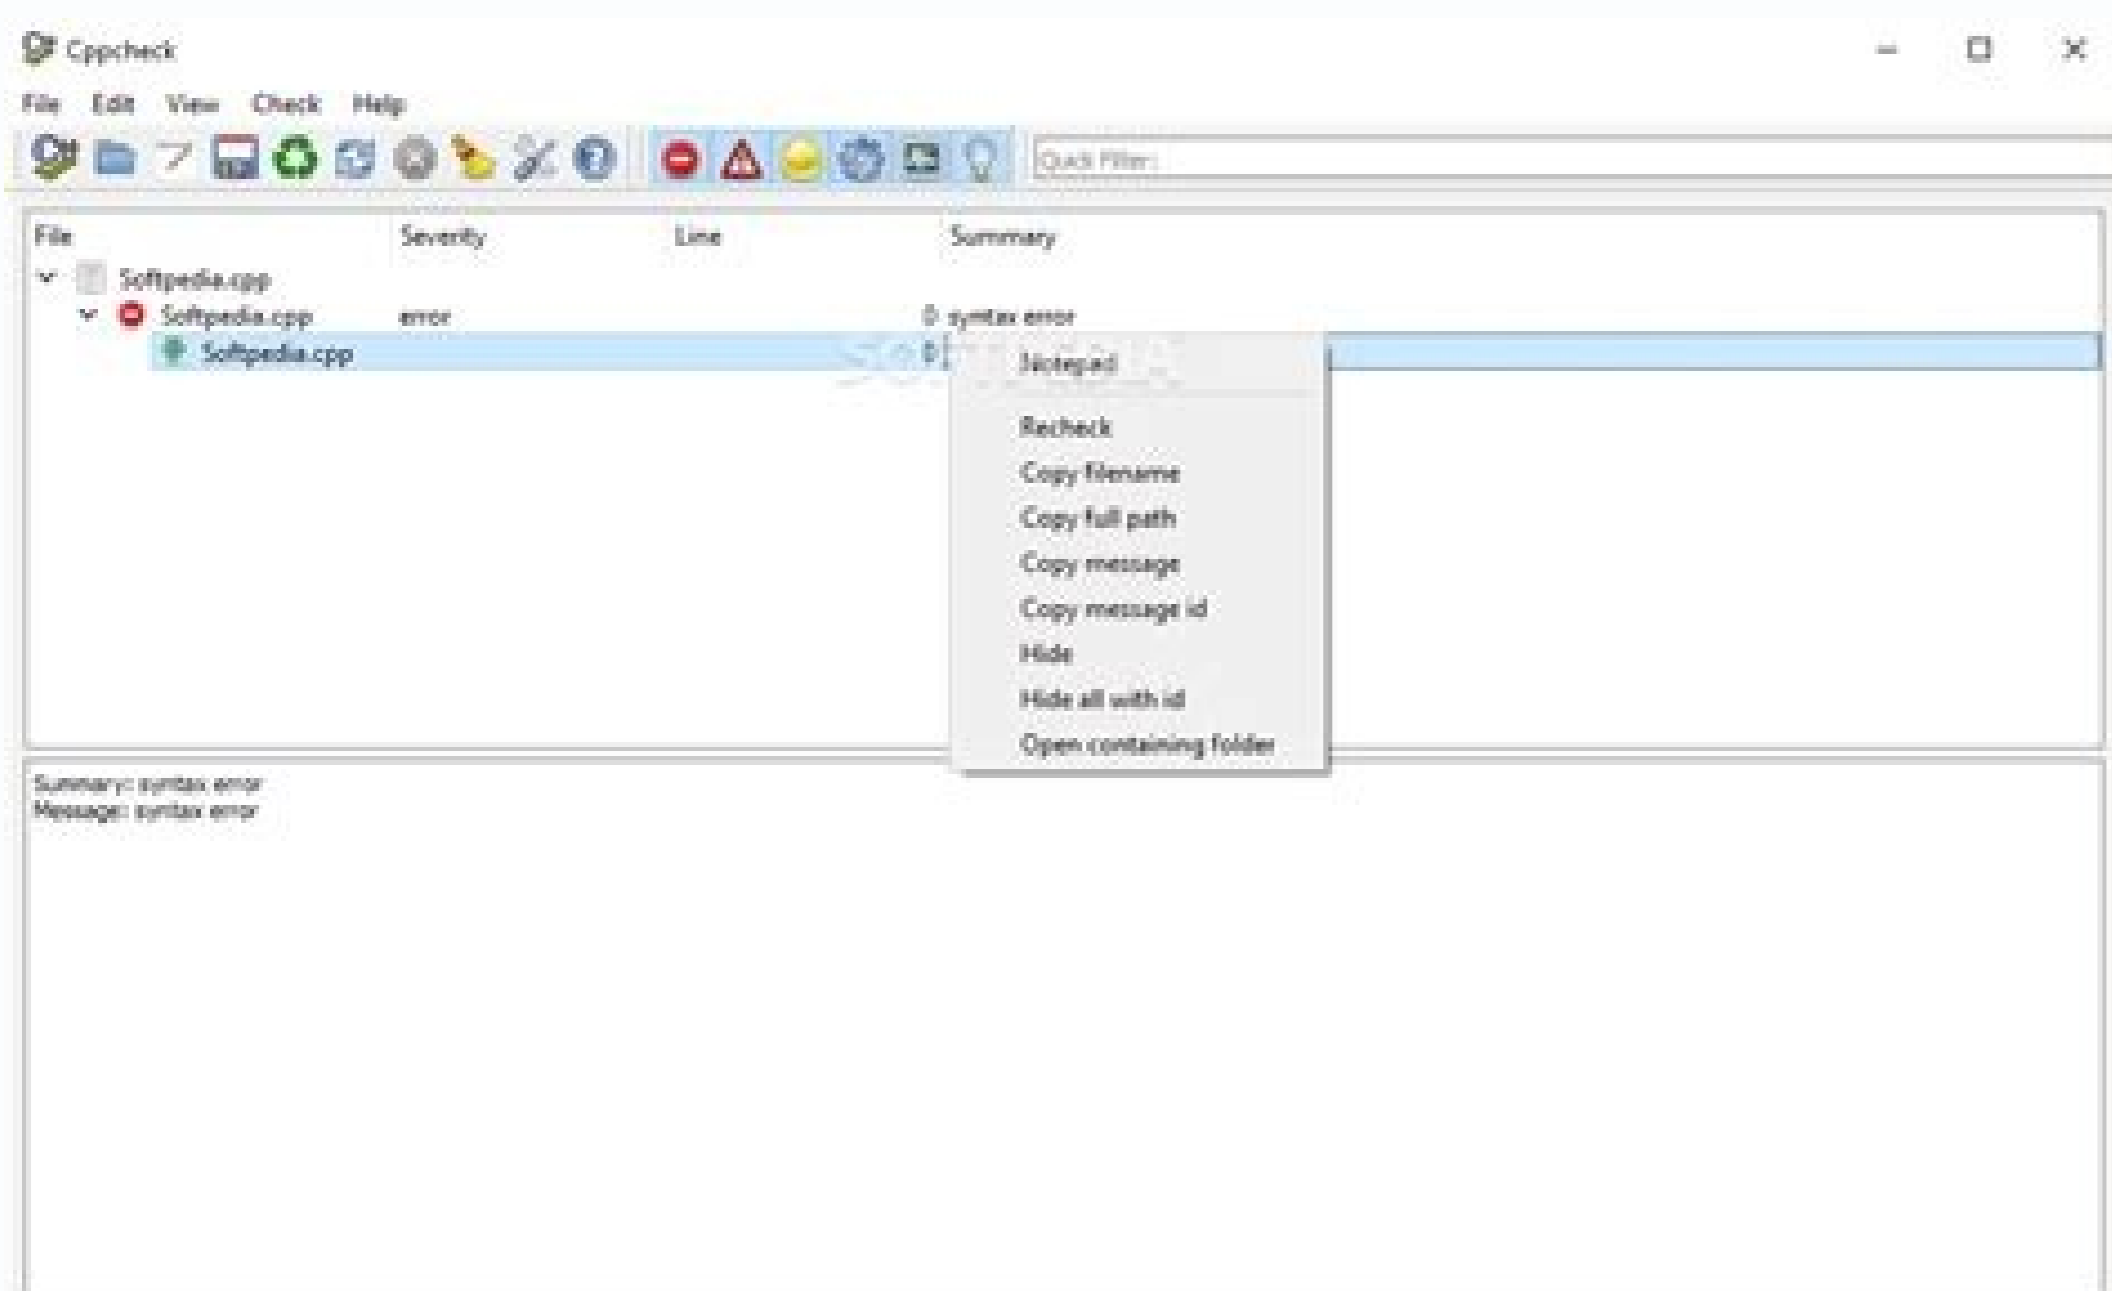 Cppcheck
File Edit View Check Help
Quick Filter:
File Severity Line Summary
Softpedia.cpp
Softpedia.cpp error 0 syntax error
Softpedia.cpp 0
Notepad
Recheck
Copy filename
Copy full path
Copy message
Copy message id
Hide
Hide all with id
Open containing folder
Summary: syntax error
Message: syntax error